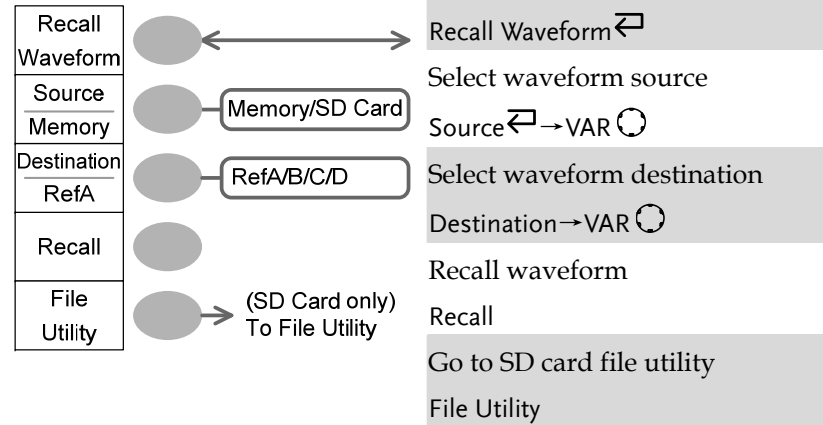 Recall
Waveform
Source
Memory
Memory/SD Card
Destination
RefA
RefA/B/C/D
Recall
File
Utility
(SD Card only)
To File Utility
Recall Waveform
Select waveform source
Source→VAR
Select waveform destination
Destination→VAR
Recall waveform
Recall
Go to SD card file utility
File Utility